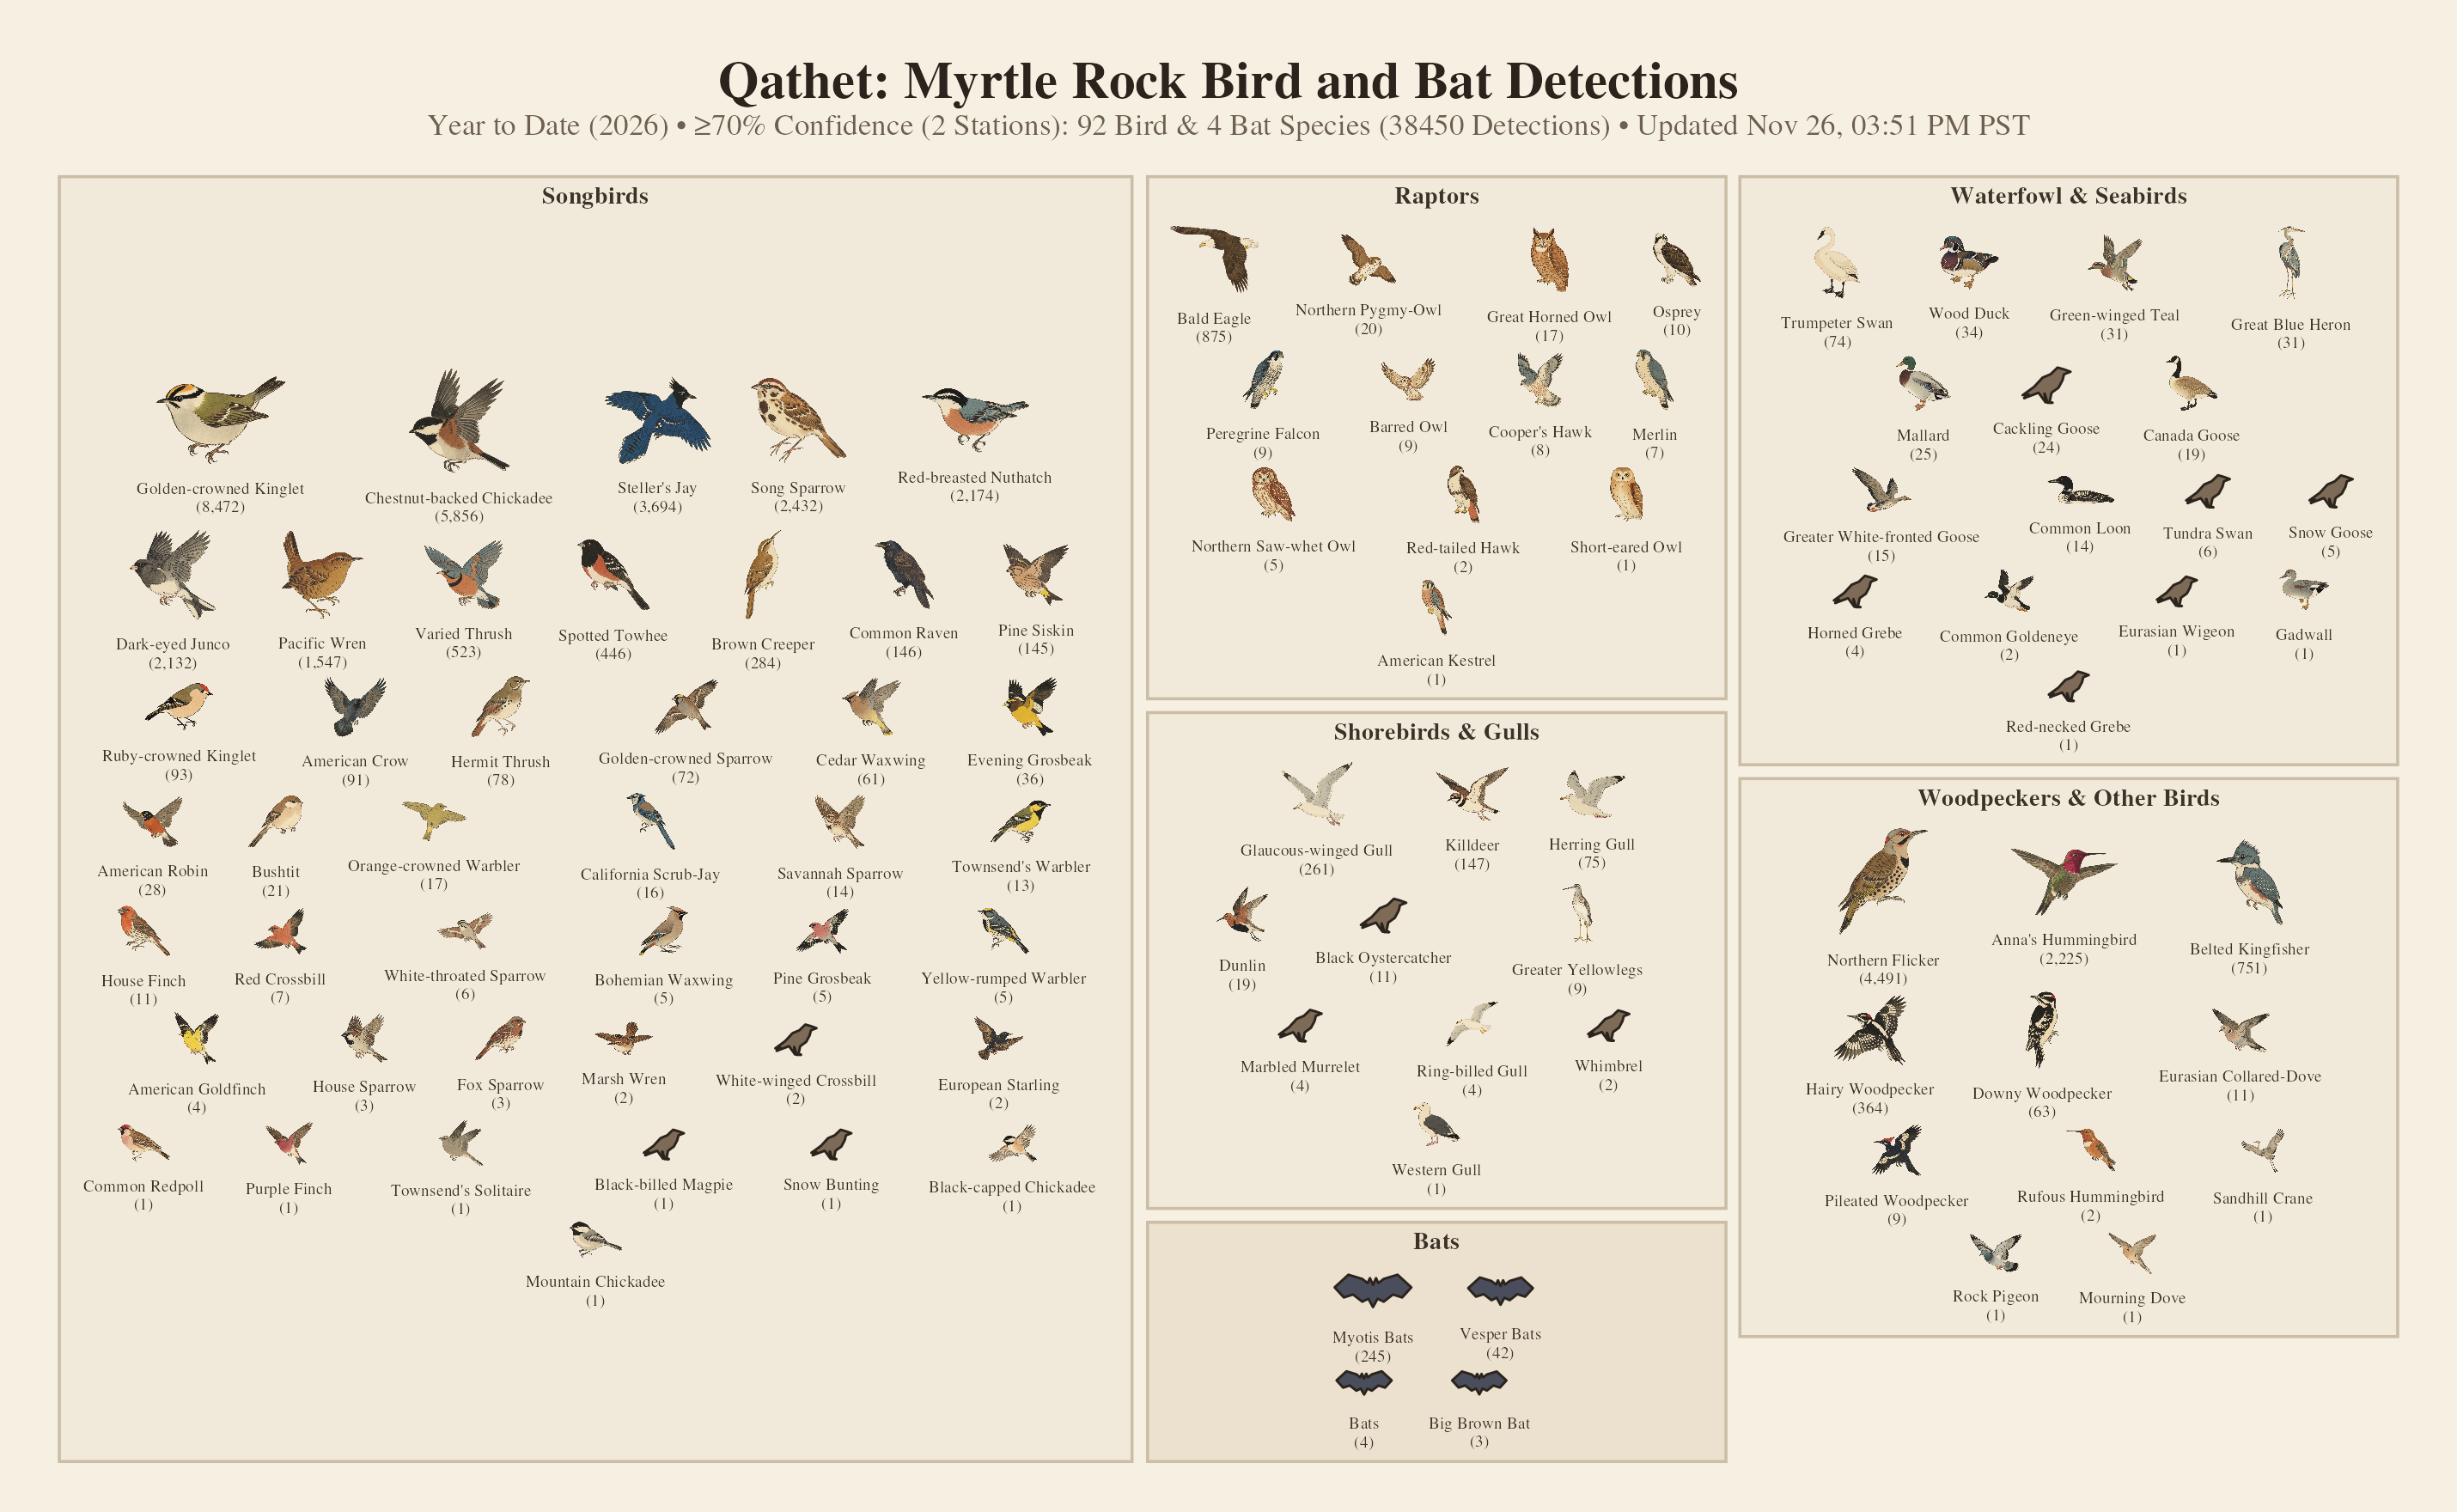 Qathet: Myrtle Rock Bird and Bat Detections
Year to Date (2026) • ≥70% Confidence (2 Stations): 92 Bird & 4 Bat Species (38450 Detections) • Updated Nov 26, 03:51 PM PST
Songbirds
Golden-crowned Kinglet
(8,472)
Chestnut-backed Chickadee
(5,856)
Steller's Jay
(3,694)
Song Sparrow
(2,432)
Red-breasted Nuthatch
(2,174)
Dark-eyed Junco
(2,132)
Pacific Wren
(1,547)
Varied Thrush
(523)
Spotted Towhee
(446)
Brown Creeper
(284)
Common Raven
(146)
Pine Siskin
(145)
Ruby-crowned Kinglet
(93)
American Crow
(91)
Hermit Thrush
(78)
Golden-crowned Sparrow
(72)
Cedar Waxwing
(61)
Evening Grosbeak
(36)
American Robin
(28)
Bushtit
(21)
Orange-crowned Warbler
(17)
California Scrub-Jay
(16)
Savannah Sparrow
(14)
Townsend's Warbler
(13)
House Finch
(11)
Red Crossbill
(7)
White-throated Sparrow
(6)
Bohemian Waxwing
(5)
Pine Grosbeak
(5)
Yellow-rumped Warbler
(5)
American Goldfinch
(4)
House Sparrow
(3)
Fox Sparrow
(3)
Marsh Wren
(2)
White-winged Crossbill
(2)
European Starling
(2)
Common Redpoll
(1)
Purple Finch
(1)
Townsend's Solitaire
(1)
Black-billed Magpie
(1)
Snow Bunting
(1)
Black-capped Chickadee
(1)
Mountain Chickadee
(1)
Raptors
Bald Eagle
(875)
Northern Pygmy-Owl
(20)
Great Horned Owl
(17)
Osprey
(10)
Peregrine Falcon
(9)
Barred Owl
(9)
Cooper's Hawk
(8)
Merlin
(7)
Northern Saw-whet Owl
(5)
Red-tailed Hawk
(2)
Short-eared Owl
(1)
American Kestrel
(1)
Shorebirds & Gulls
Glaucous-winged Gull
(261)
Killdeer
(147)
Herring Gull
(75)
Dunlin
(19)
Black Oystercatcher
(11)
Greater Yellowlegs
(9)
Marbled Murrelet
(4)
Ring-billed Gull
(4)
Whimbrel
(2)
Western Gull
(1)
Bats
Myotis Bats
(245)
Vesper Bats
(42)
Bats
(4)
Big Brown Bat
(3)
Waterfowl & Seabirds
Trumpeter Swan
(74)
Wood Duck
(34)
Green-winged Teal
(31)
Great Blue Heron
(31)
Mallard
(25)
Cackling Goose
(24)
Canada Goose
(19)
Greater White-fronted Goose
(15)
Common Loon
(14)
Tundra Swan
(6)
Snow Goose
(5)
Horned Grebe
(4)
Common Goldeneye
(2)
Eurasian Wigeon
(1)
Gadwall
(1)
Red-necked Grebe
(1)
Woodpeckers & Other Birds
Northern Flicker
(4,491)
Anna's Hummingbird
(2,225)
Belted Kingfisher
(751)
Hairy Woodpecker
(364)
Downy Woodpecker
(63)
Eurasian Collared-Dove
(11)
Pileated Woodpecker
(9)
Rufous Hummingbird
(2)
Sandhill Crane
(1)
Rock Pigeon
(1)
Mourning Dove
(1)